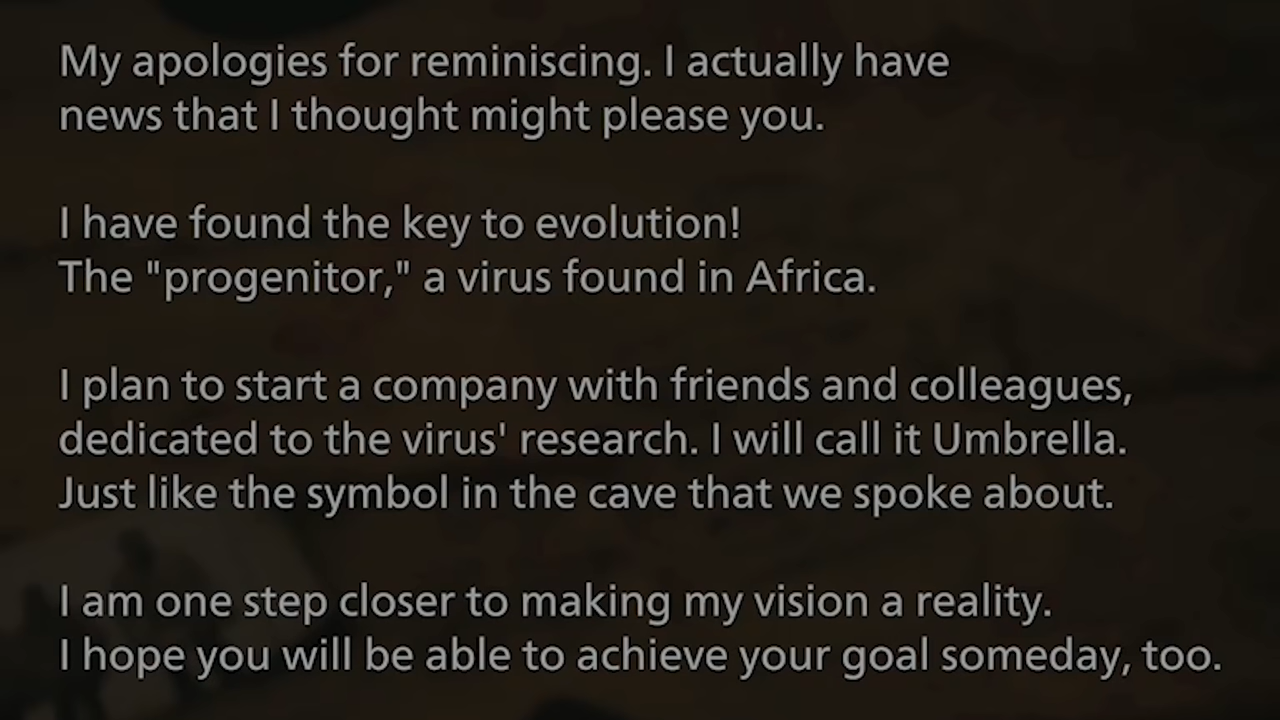 My apologies for reminiscing. I actually have
news that I thought might please you.
I have found the key to evolution!
The "progenitor," a virus found in Africa.
I plan to start a company with friends and colleagues,
dedicated to the virus' research. I will call it Umbrella.
Just like the symbol in the cave that we spoke about.
I am one step closer to making my vision a reality.
I hope you will be able to achieve your goal someday, too.